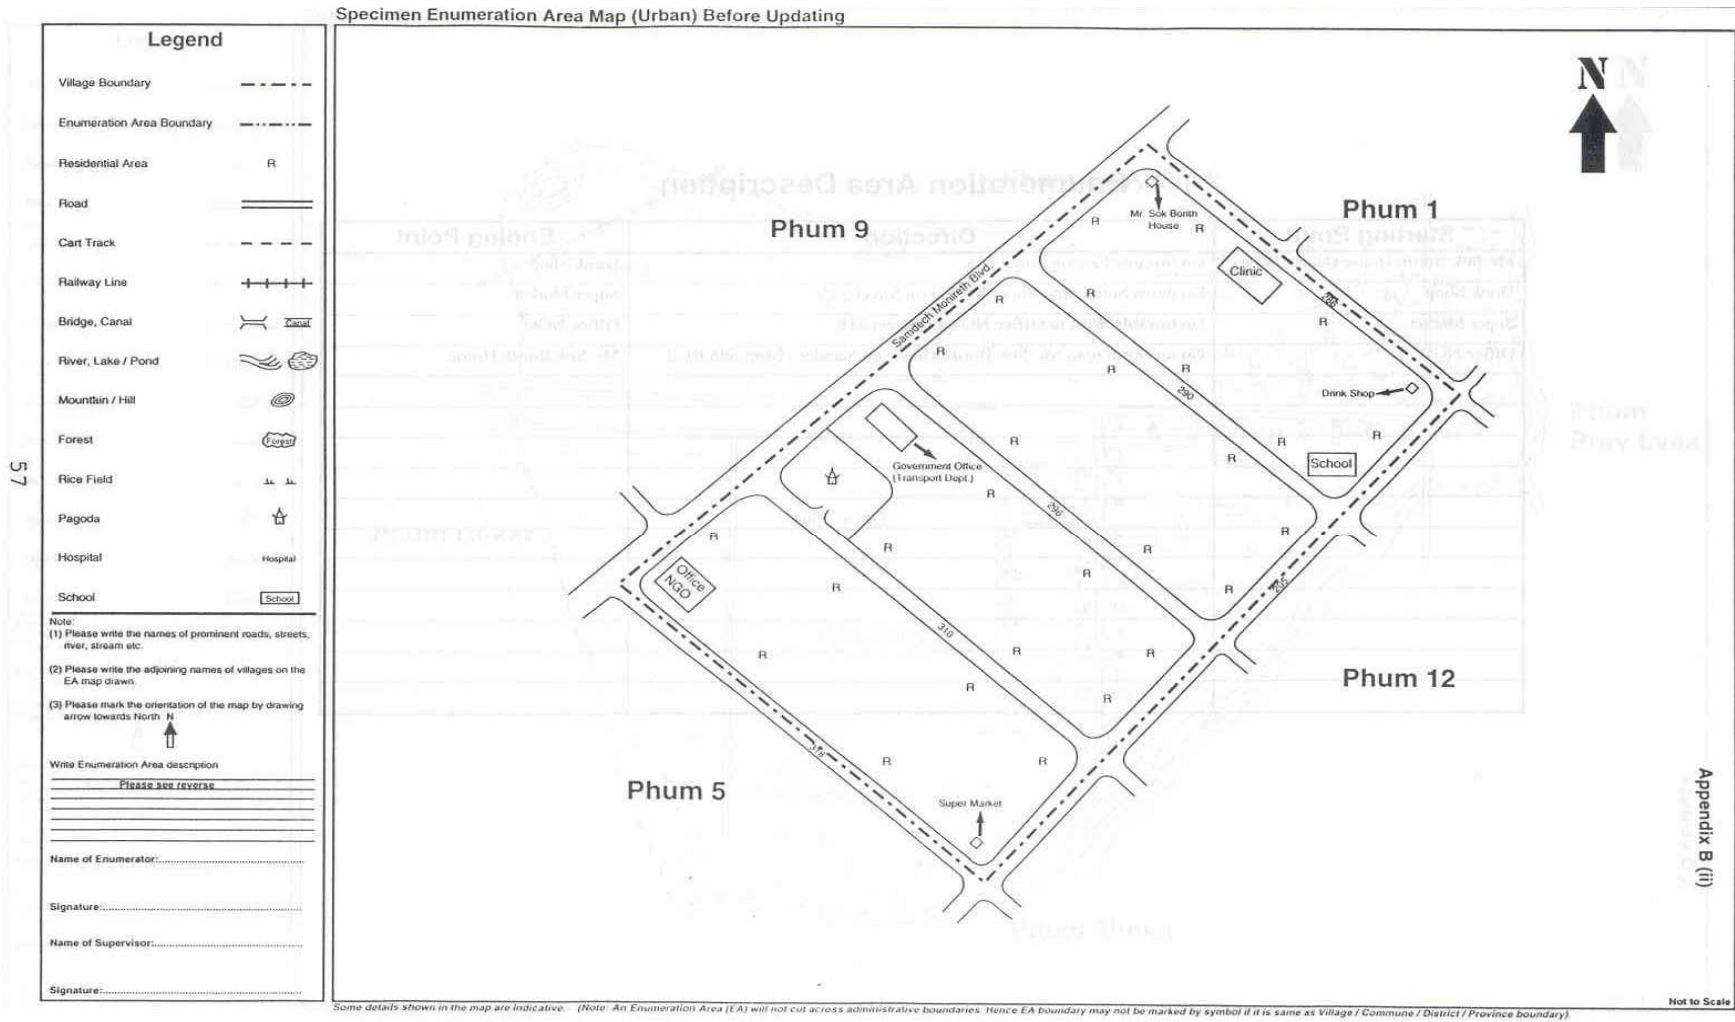 Specimen Enumeration Area Map (Urban) Before Updating
Legend
Village Boundary
Enumeration Area Boundary
Residential Area R
Road
Cart Track
Railway Line
Bridge, Canal Canal
River, Lake / Pond
Mountain / Hill
Forest Forest
Rice Field
Pagoda
Hospital Hospital
School School
Note:
(1) Please write the names of prominent roads, streets,
river, stream etc.
(2) Please write the adjoining names of villages on the
EA map drawn.
(3) Please mark the orientation of the map by drawing
arrow towards North N
Write Enumeration Area description
Please see reverse
Name of Enumerator:
Signature:
Name of Supervisor:
Signature:
57
N
Phum 1
Phum 9
Mr. Sok Bonth
House
R
R
Clinic
Samdech Monireth Blvd.
R
R
286
R
R
R
R
290
Drink Shop
R
R
R
R
School
Government Office
(Transport Dept.)
R
296
R
R
R
R
Office
NGO
R
R
R
205
310
R
R
R
R
R
Phum 12
318
R
R
Phum 5
Super Market
Appendix B (ii)
Not to Scale
Some details shown in the map are indicative. (Note: An Enumeration Area (EA) will not cut across administrative boundaries. Hence EA boundary may not be marked by symbol if it is same as Village / Commune / District / Province boundary)